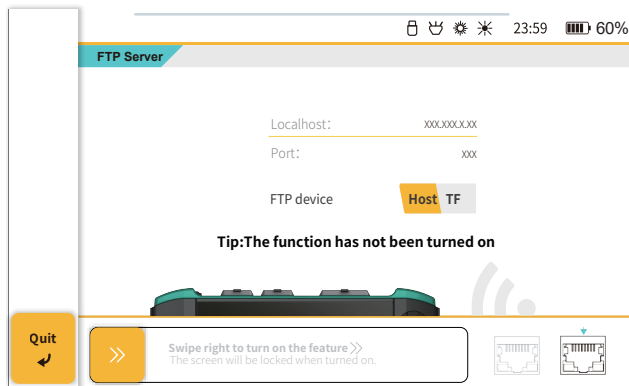 23:59 60%
FTP Server
Localhost: xxx.xxx.x.xx
Port: xxx
FTP device Host TF
Tip:The function has not been turned on
Quit
Swipe right to turn on the feature
The screen will be locked when turned on.